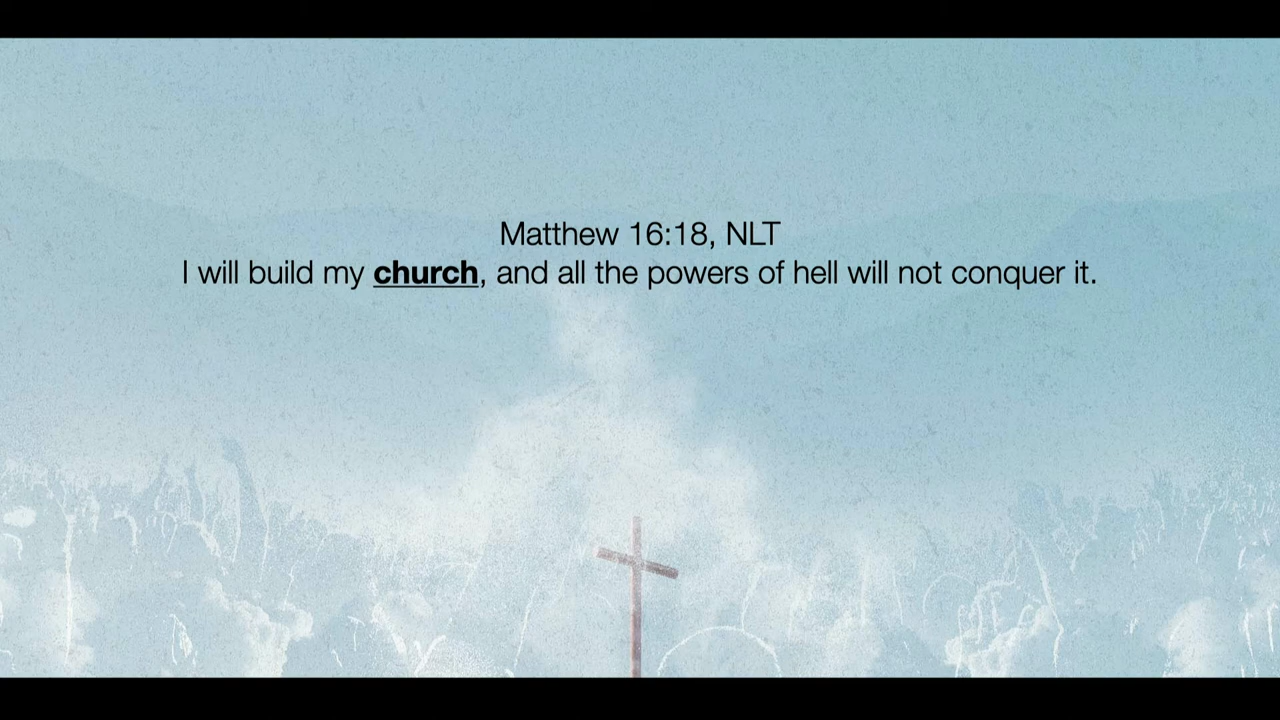 Matthew 16:18, NLT
I will build my church, and all the powers of hell will not conquer it.